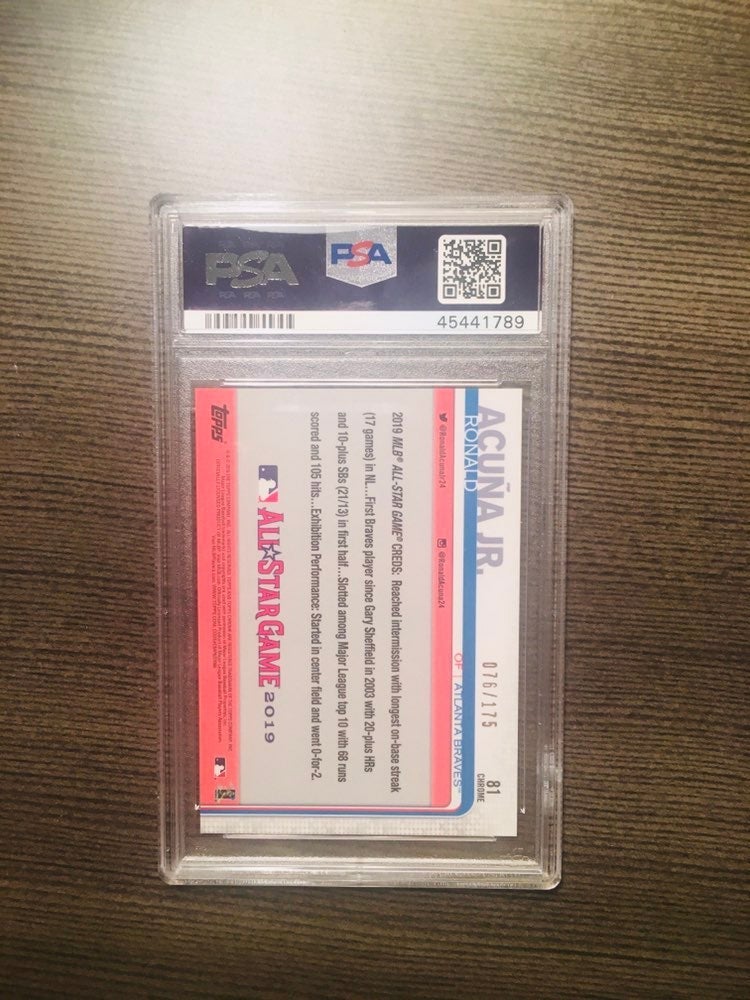 PSA
PSA
45441789
ACUÑA JR.
RONALD
076/175
81
CHROME
OF | ATLANTA BRAVES™
@RonaldAcunaJr24
@RonaldAcuna24
2019 MLB® ALL-STAR GAME® CREDS: Reached intermission with longest on-base streak
(17 games) in NL...First Braves player since Gary Sheffield in 2003 with 20-plus HRs
and 10-plus SBs (21/13) in first half...Slotted among Major League top 10 with 68 runs
scored and 105 hits...Exhibition Performance: Started in center field and went 0-for-2.
ALL★STAR GAME 2019
topps